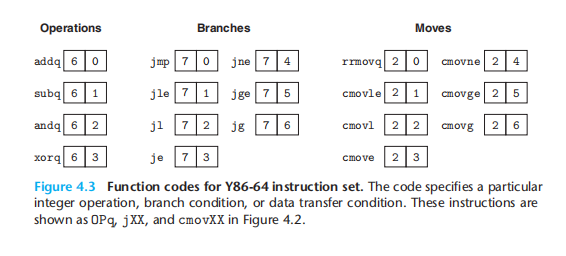 Operations Branches Moves
addq 6 0 jmp 7 0 jne 7 4 rrmovq 2 0 cmovne 2 4
subq 6 1 jle 7 1 jge 7 5 cmovle 2 1 cmovge 2 5
andq 6 2 jl 7 2 jg 7 6 cmovl 2 2 cmovg 2 6
xorq 6 3 je 7 3 cmove 2 3
Figure 4.3 Function codes for Y86-64 instruction set. The code specifies a particular
integer operation, branch condition, or data transfer condition. These instructions are
shown as OPq, jXX, and cmovXX in Figure 4.2.